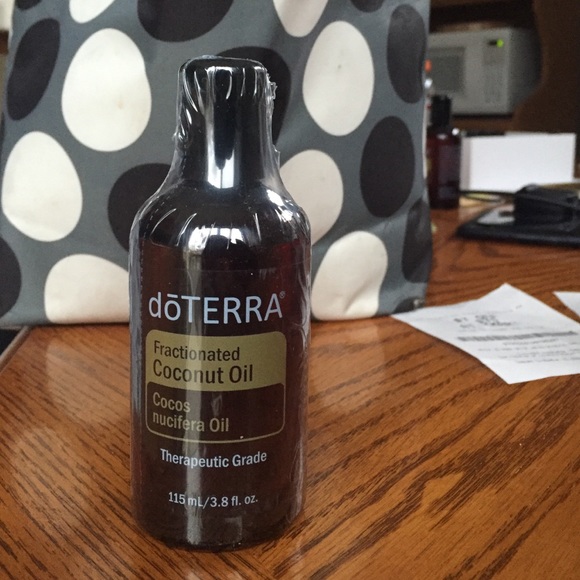 dōTERRA®
Fractionated
Coconut Oil
Cocos
nucifera Oil
Therapeutic Grade
115 mL/3.8 fl. oz.